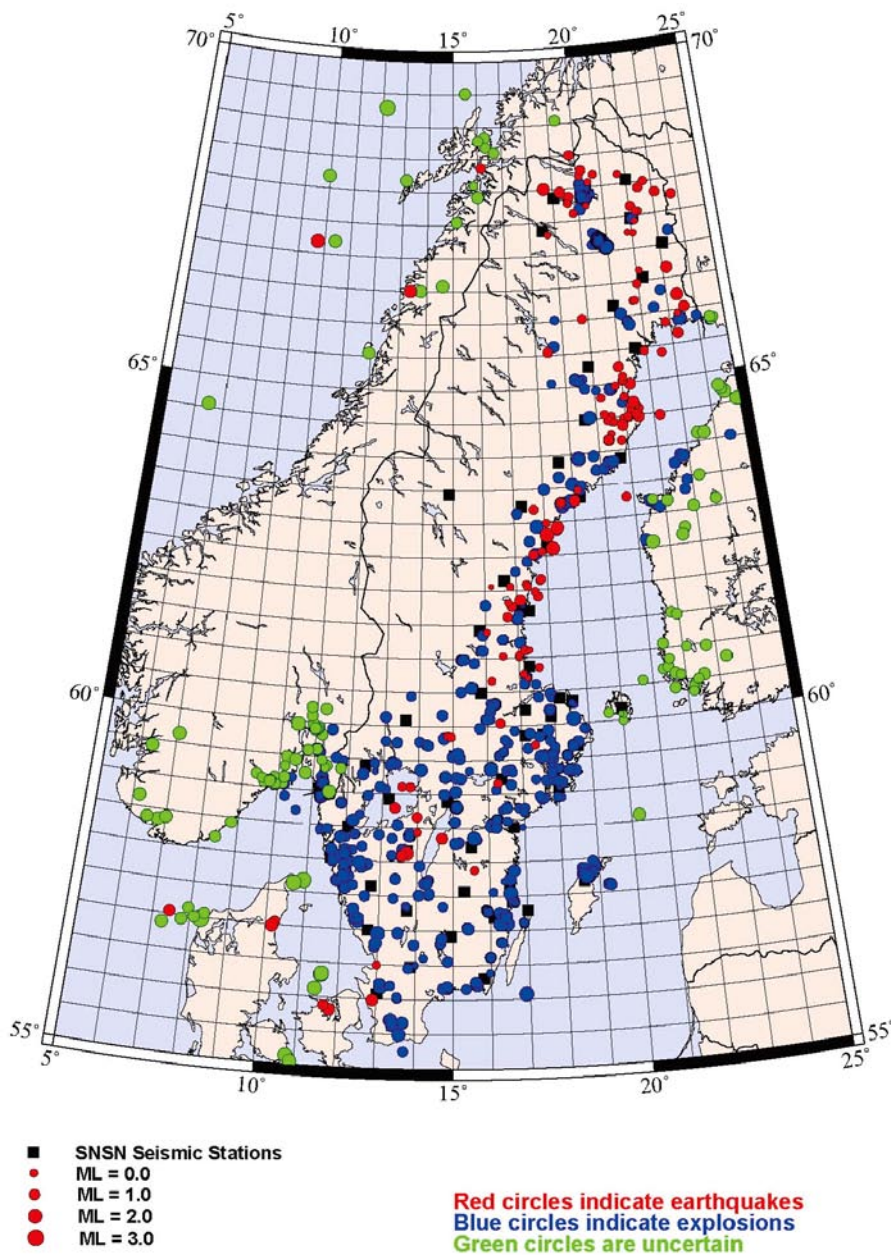 5° 10° 15° 20° 25°
70° 70°
65° 65°
60° 60°
55° 55°
5° 10° 15° 20° 25°
SNSN Seismic Stations
ML = 0.0
ML = 1.0
ML = 2.0
ML = 3.0
Red circles indicate earthquakes
Blue circles indicate explosions
Green circles are uncertain